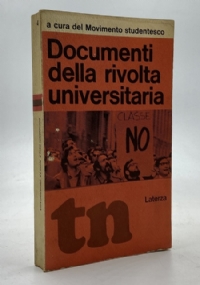 a cura del Movimento studentesco
Documenti
della rivolta
universitaria
CLASSE
NO
Laterza
tn